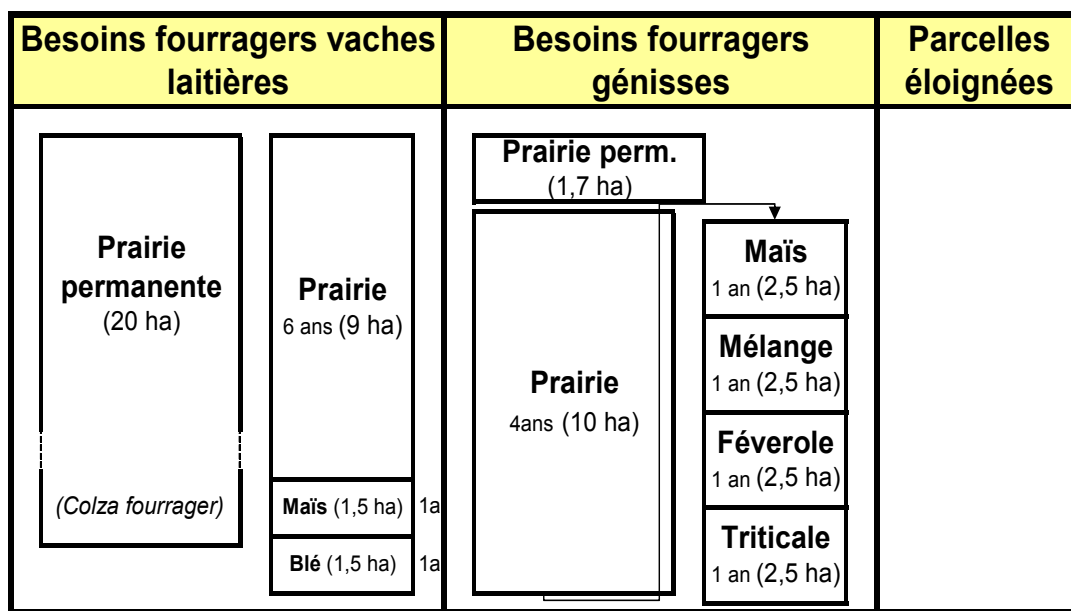 Besoins fourragers vaches
laitières
Besoins fourragers
génisses
Parcelles
éloignées
Prairie
permanente
(20 ha)
(Colza fourrager)
Prairie
6 ans (9 ha)
Maïs (1,5 ha)
1a
Blé (1,5 ha)
1a
Prairie perm.
(1,7 ha)
Prairie
4ans (10 ha)
Maïs
1 an (2,5 ha)
Mélange
1 an (2,5 ha)
Féverole
1 an (2,5 ha)
Triticale
1 an (2,5 ha)